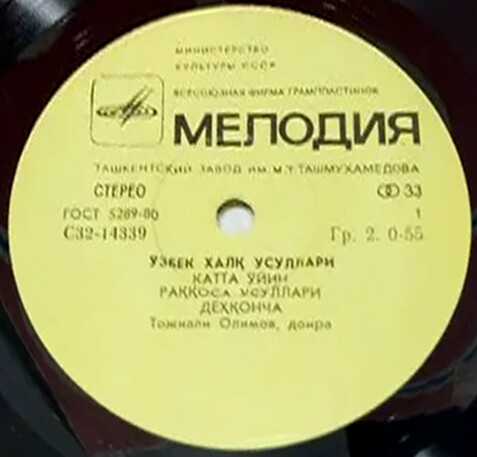 МИНИСТЕРСТВО
КУЛЬТУРЫ СССР
ВСЕСОЮЗНАЯ ФИРМА ГРАМПЛАСТИНОК
МЕЛОДИЯ
ТАШКЕНТСКИЙ ЗАВОД ИМ. М.Т. ТАШМУХАМЕДОВА
СТЕРЕО 33
ГОСТ 5289-80 1
С32-14339 Гр. 2. 0-55
ЎЗБЕК ХАЛҚ УСУЛЛАРИ
КАТТА ЎЙИН
РАҚҚОСА УСУЛЛАРИ
ДЕҲҚОНЧА
Тожиали Олимов, доира